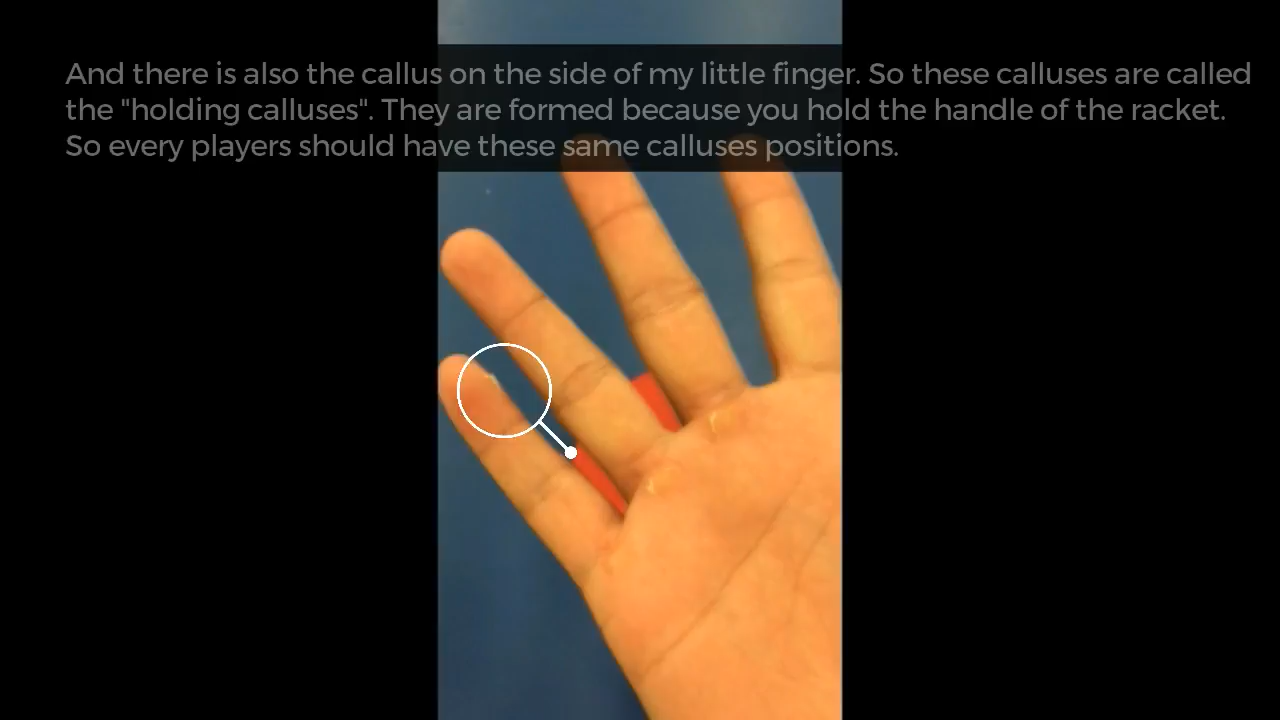 And there is also the callus on the side of my little finger. So these calluses are called
the "holding calluses". They are formed because you hold the handle of the racket.
So every players should have these same calluses positions.